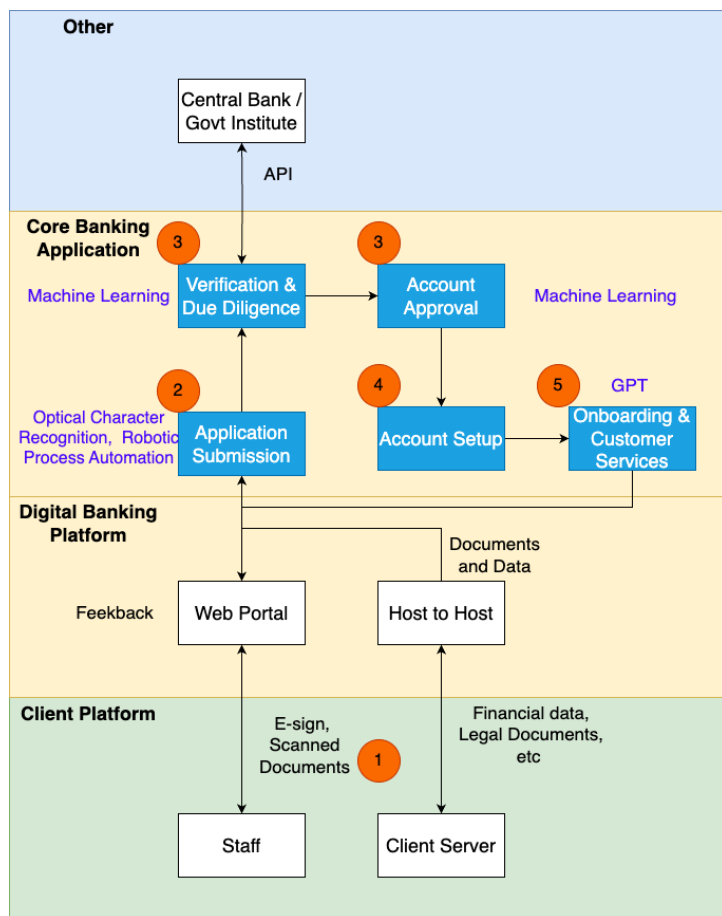 Other
Central Bank /
Govt Institute
API
Core Banking
Application
3
3
Machine Learning
Verification &
Due Diligence
Account
Approval
Machine Learning
2
4
5
GPT
Optical Character
Recognition, Robotic
Process Automation
Application
Submission
Account Setup
Onboarding &
Customer
Services
Digital Banking
Platform
Documents
and Data
Feekback
Web Portal
Host to Host
Client Platform
E-sign,
Scanned
Documents
1
Financial data,
Legal Documents,
etc
Staff
Client Server